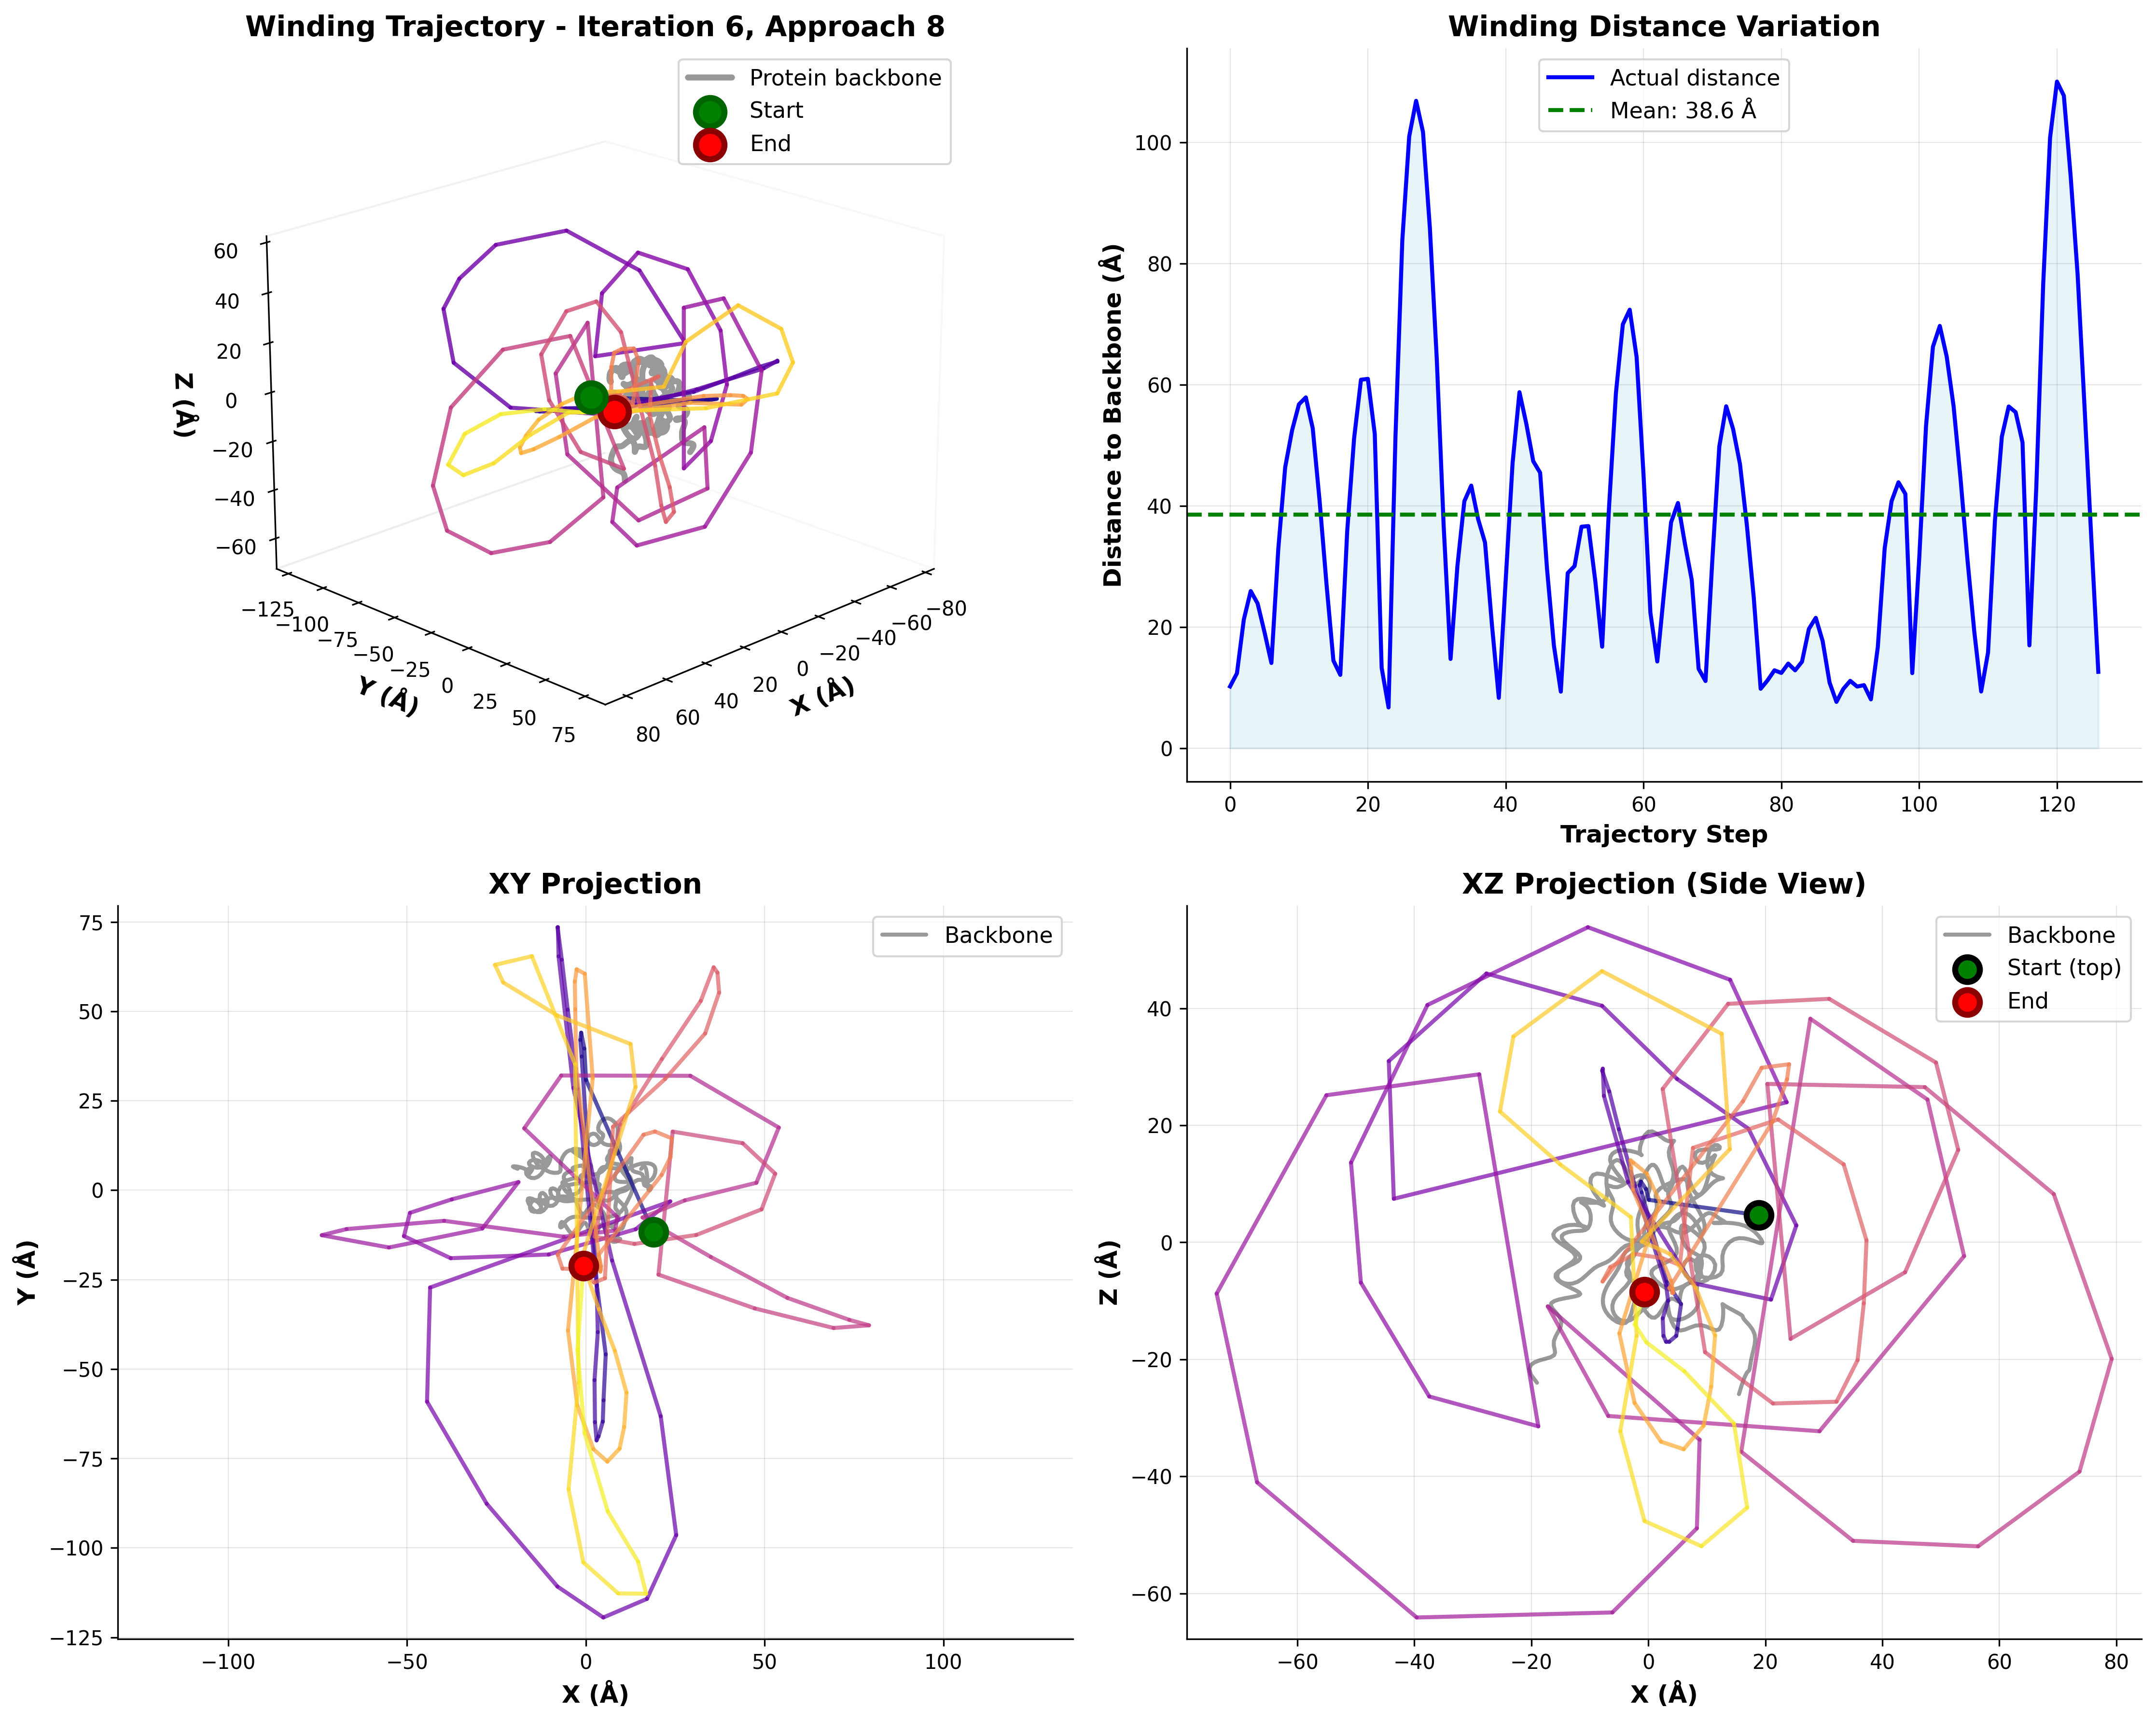 Winding Trajectory - Iteration 6, Approach 8
Protein backbone
Start
End
60
40
20
0
−20
−40
−60
Z (Å)
−125
−100
−75
−50
−25
0
25
50
75
Y (Å)
80
60
40
20
0
−20
−40
−60
−80
X (Å)
Winding Distance Variation
Actual distance
Mean: 38.6 Å
100
80
60
40
20
0
Distance to Backbone (Å)
0 20 40 60 80 100 120
Trajectory Step
XY Projection
Backbone
75
50
25
0
−25
−50
−75
−100
−125
Y (Å)
−100 −50 0 50 100
X (Å)
XZ Projection (Side View)
Backbone
Start (top)
End
40
20
0
−20
−40
−60
Z (Å)
−60 −40 −20 0 20 40 60 80
X (Å)